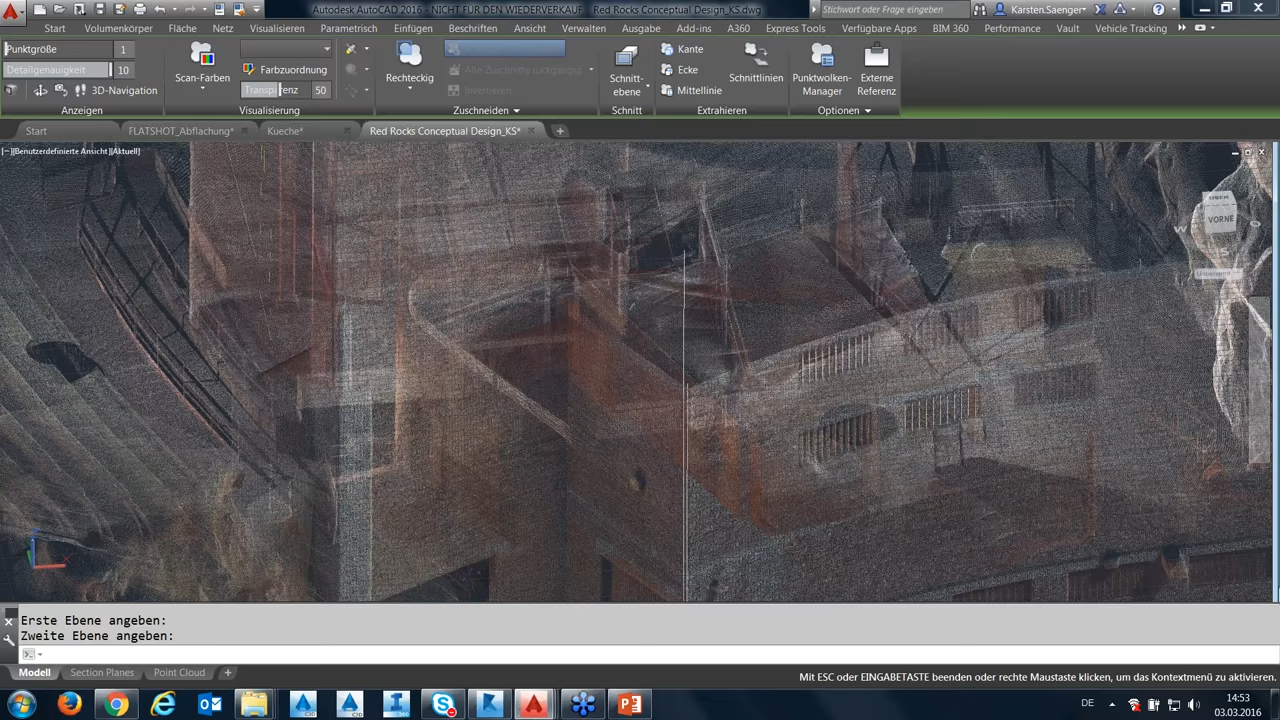 Autodesk AutoCAD 2016 - NICHT FÜR DEN WIEDERVERKAUF - Red Rocks Conceptual Design_KS.dwg
Stichwort oder Frage eingeben
Karsten.Saenger
Start Volumenkörper Fläche Netz Visualisieren Parametrisch Einfügen Beschriften Ansicht Verwalten Ausgabe Add-ins A360 Express Tools Verfügbare Apps BIM 360 Performance Vault Vehicle Tracking
Punktgröße 1
Detailgenauigkeit 10
3D-Navigation
Anzeigen
Scan-Farben
Farbzuordnung
Transparenz 50
Visualisierung
Rechteckig
Alle Zuschnitte rückgängig
Invertieren
Zuschneiden
Schnitt-
ebene
Schnitt
Kante
Ecke
Mittellinie
Schnittlinien
Extrahieren
Punktwolken-
Manager
Externe
Referenz
Optionen
Start FLATSHOT_Abflachung* Kueche* Red Rocks Conceptual Design_KS*
[−][Benutzerdefinierte Ansicht][Aktuell]
OBEN
VORNE
W
S
Unbenannt
Erste Ebene angeben:
Zweite Ebene angeben:
Modell Section Planes Point Cloud
Mit ESC oder EINGABETASTE beenden oder rechte Maustaste klicken, um das Kontextmenü zu aktivieren.
DE
14:53
03.03.2016